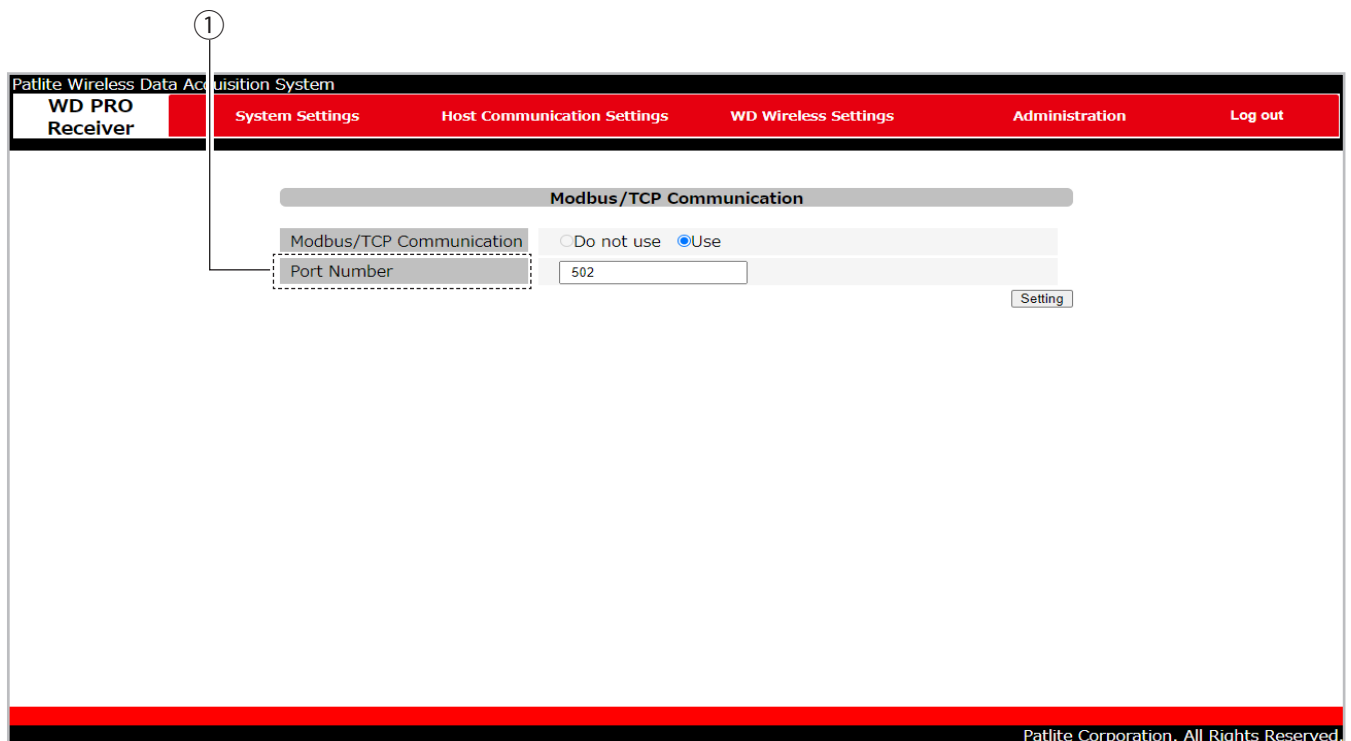 ①
Patlite Wireless Data Acquisition System
WD PRO
Receiver
System Settings
Host Communication Settings
WD Wireless Settings
Administration
Log out
Modbus/TCP Communication
Modbus/TCP Communication
Do not use
Use
Port Number
502
Setting
Patlite Corporation. All Rights Reserved.